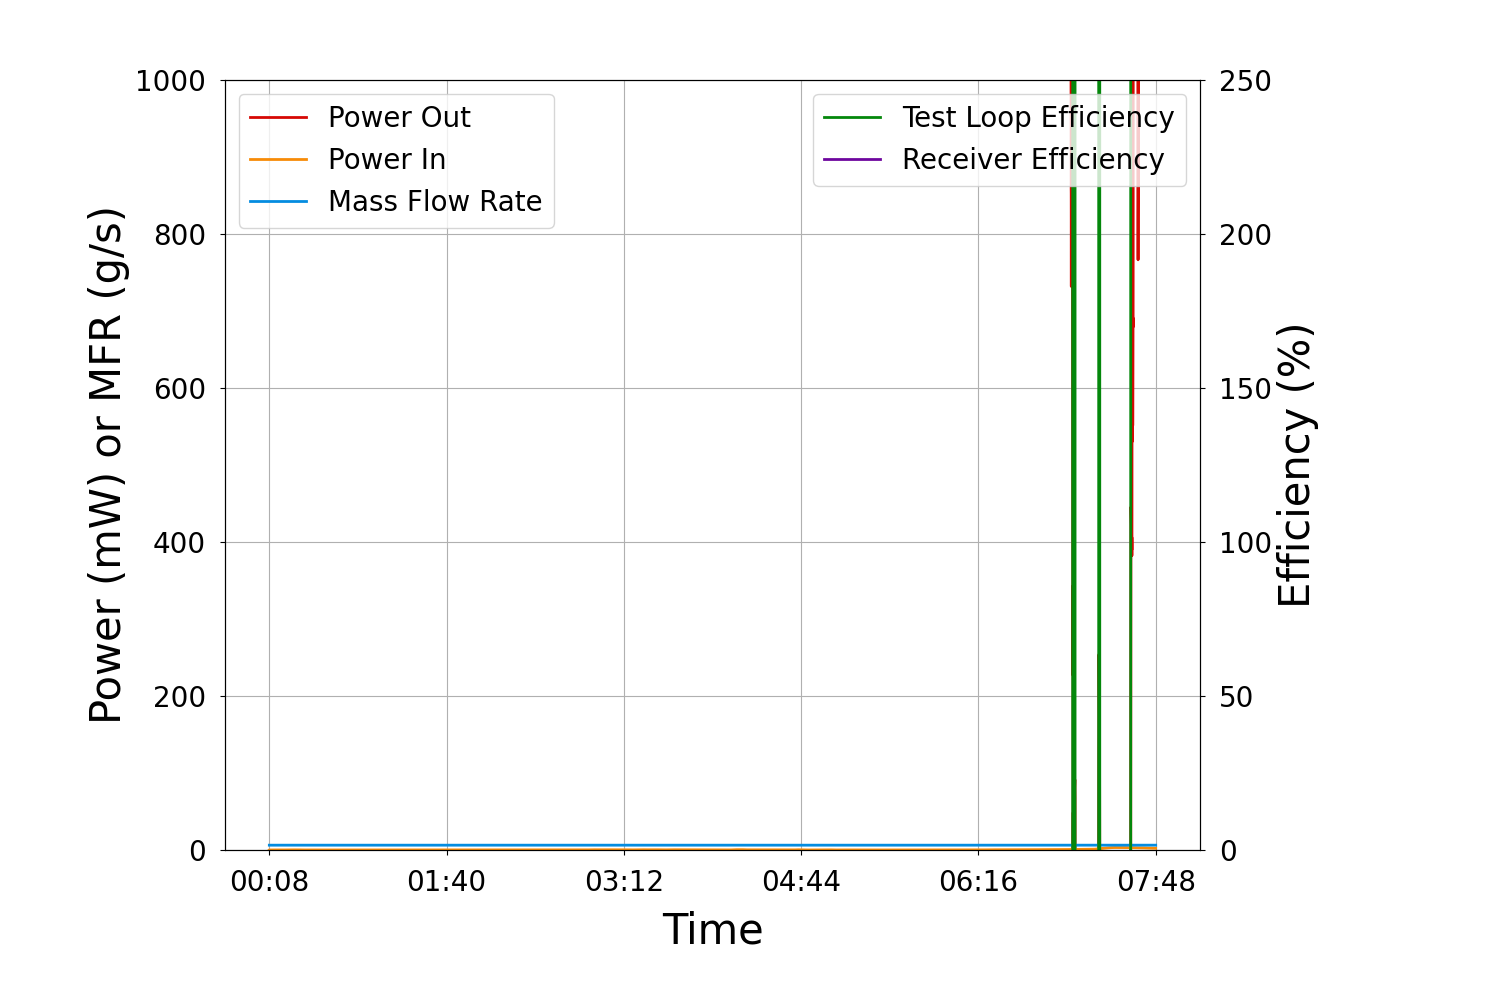 1000
800
600
400
200
0
Power (mW) or MFR (g/s)
Power Out
Power In
Mass Flow Rate
Test Loop Efficiency
Receiver Efficiency
250
200
150
100
50
0
Efficiency (%)
00:08 01:40 03:12 04:44 06:16 07:48
Time